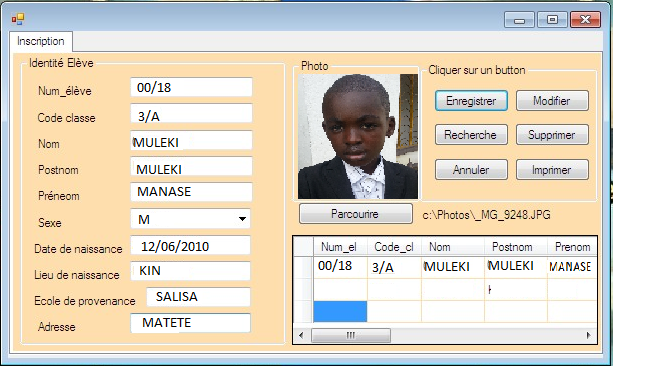 Inscription
Identité Elève
Num_élève 00/18
Code classe 3/A
Nom MULEKI
Postnom MULEKI
Préneom MANASE
Sexe M
Date de naissance 12/06/2010
Lieu de naissance KIN
Ecole de provenance SALISA
Adresse MATETE
Photo
Parcourire c:\Photos\_MG_9248.JPG
Cliquer sur un button
Enregistrer Modifier
Recherche Supprimer
Annuler Imprimer
Num_el Code_cl Nom Postnom Prenom
00/18 3/A MULEKI MULEKI MANASE